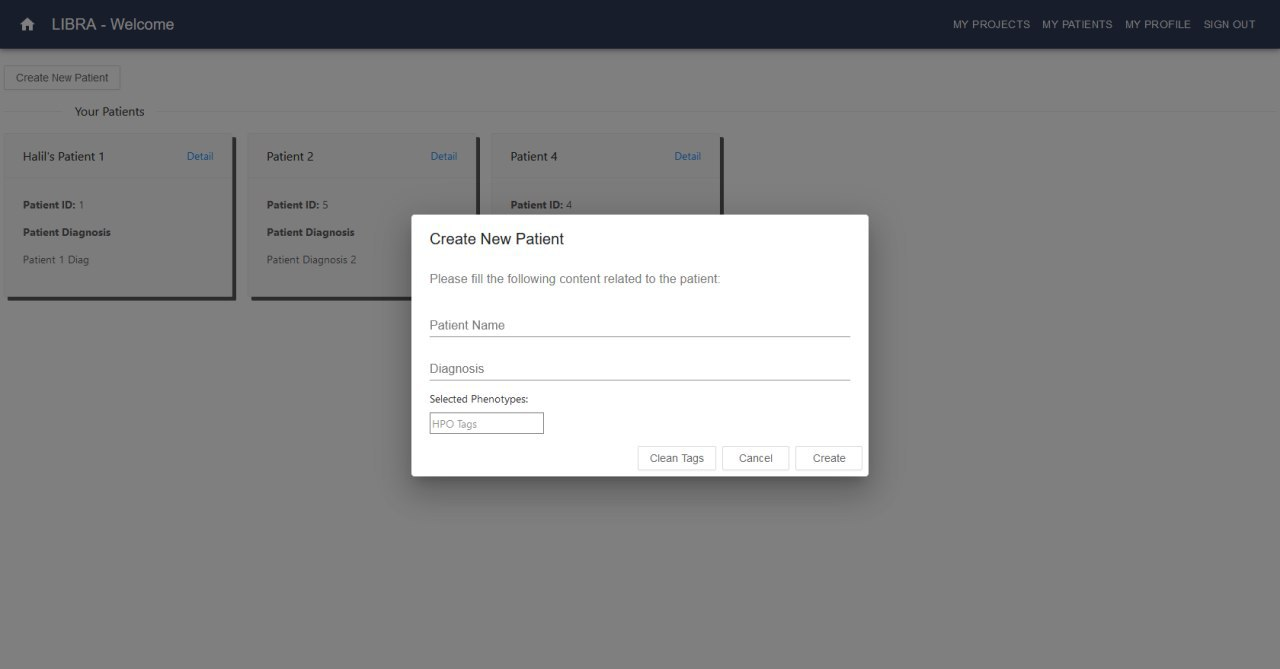 LIBRA - Welcome MY PROJECTS MY PATIENTS MY PROFILE SIGN OUT
Create New Patient
Your Patients
Halil's Patient 1 Detail Patient 2 Detail Patient 4 Detail
Patient ID: 1 Patient ID: 5 Patient ID: 4
Patient Diagnosis Patient Diagnosis
Patient 1 Diag Patient Diagnosis 2
Create New Patient
Please fill the following content related to the patient:
Patient Name
Diagnosis
Selected Phenotypes:
HPO Tags
Clean Tags Cancel Create